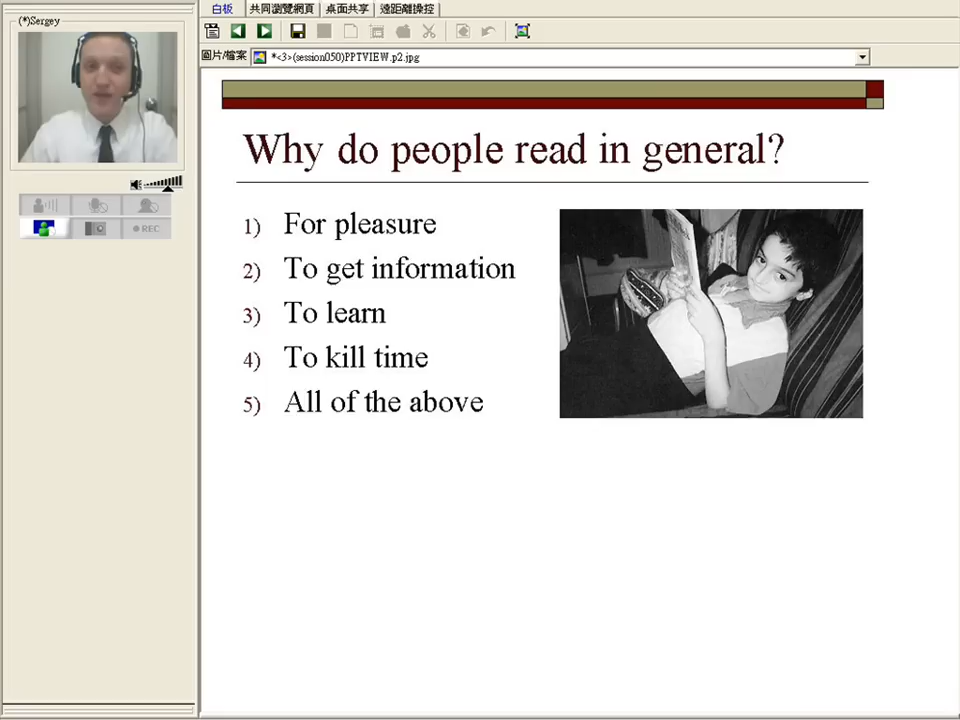 (*)Sergey
白板 共同瀏覽網頁 桌面共享 遠距離操控
圖片/檔案 *<3>(session050)PPTVIEW.p2.jpg
Why do people read in general?
1) For pleasure
2) To get information
3) To learn
4) To kill time
5) All of the above
REC